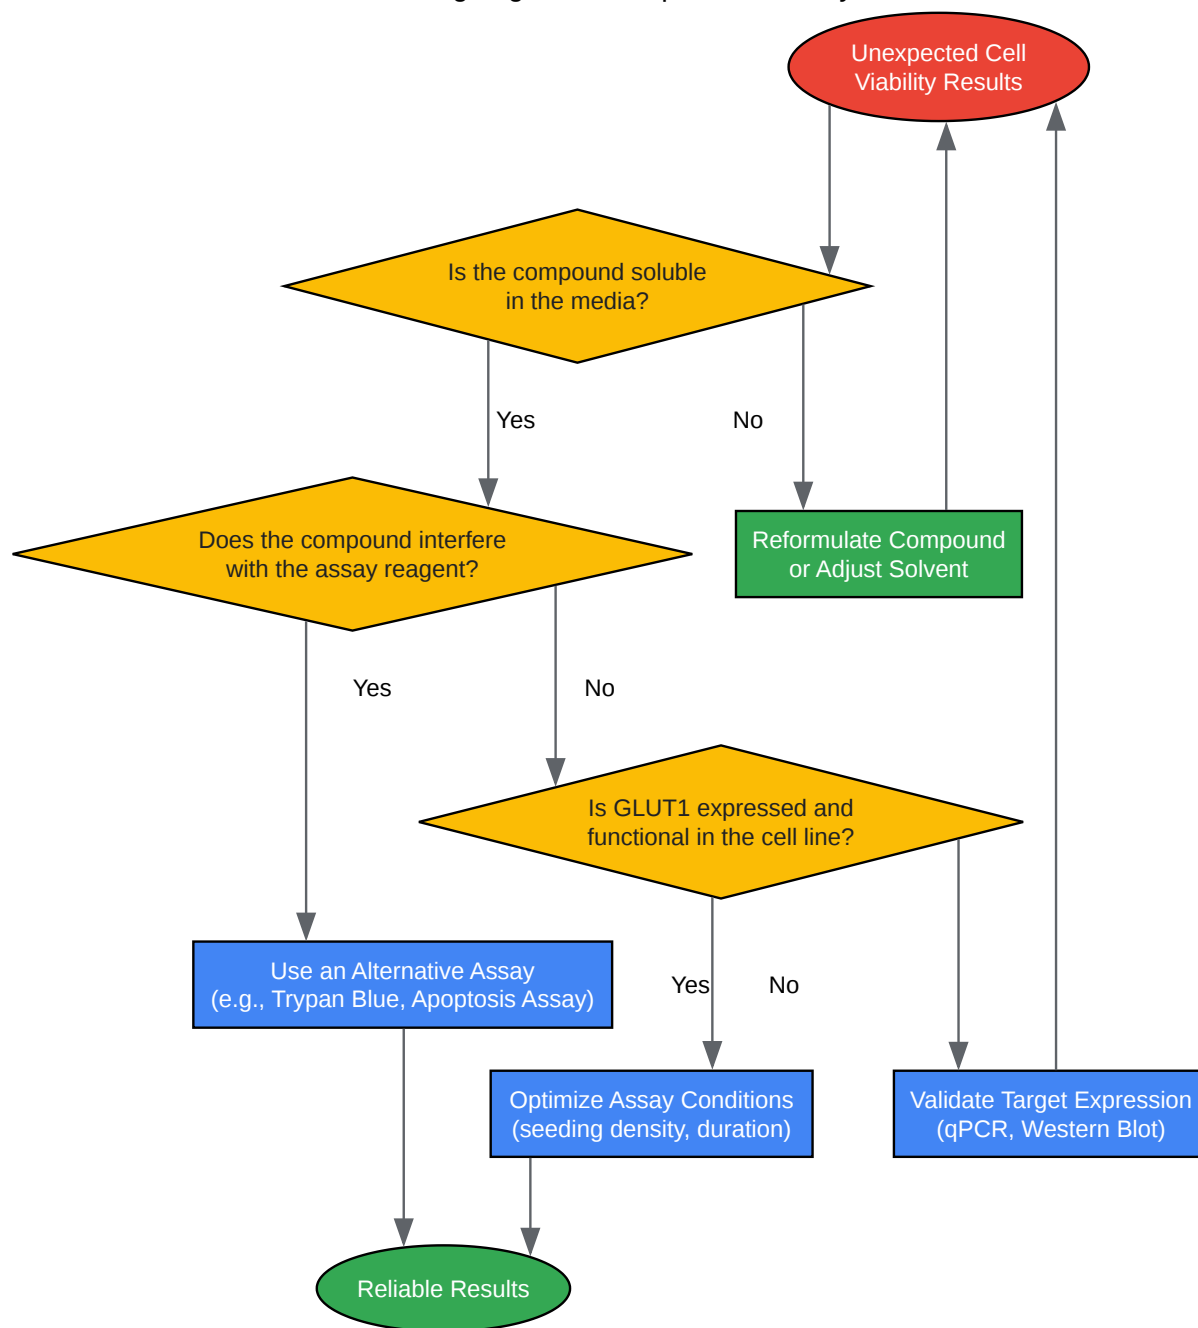 Unexpected Cell
Viability Results
Is the compound soluble
in the media?
Yes
No
Does the compound interfere
with the assay reagent?
Reformulate Compound
or Adjust Solvent
Yes
No
Is GLUT1 expressed and
functional in the cell line?
Use an Alternative Assay
(e.g., Trypan Blue, Apoptosis Assay)
Yes
No
Optimize Assay Conditions
(seeding density, duration)
Validate Target Expression
(qPCR, Western Blot)
Reliable Results